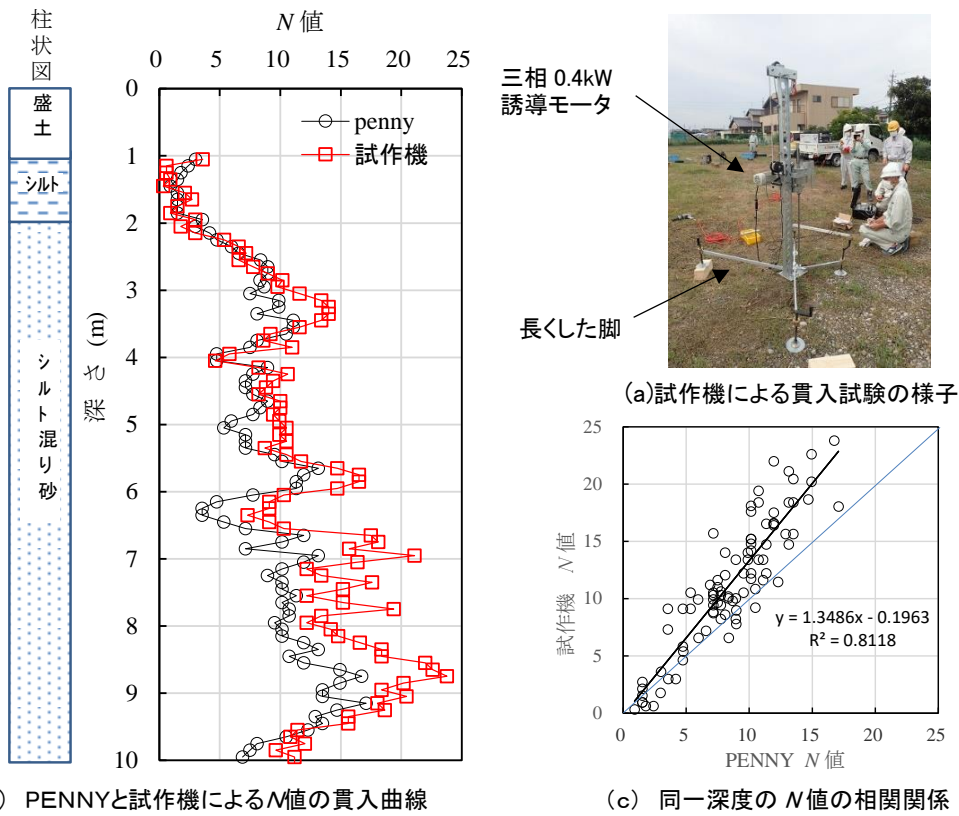 柱状図
N 値
0 5 10 15 20 25
盛土
シルト
シルト混り砂
深さ (m)
0
1
2
3
4
5
6
7
8
9
10
penny
試作機
) PENNYと試作機によるN値の貫入曲線
三相 0.4kW
誘導モータ
長くした脚
(a)試作機による貫入試験の様子
試作機 N 値
25
20
15
10
5
0
y = 1.3486x - 0.1963
R² = 0.8118
0 5 10 15 20 25
PENNY N 値
(c) 同一深度の N 値の相関関係